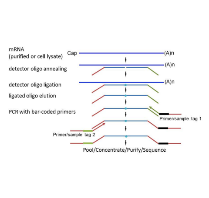 mRNA
(purified or cell lysate)
Cap
(A)n
detector oligo annealing
(A)n
detector oligo ligation
(A)n
ligated oligo elution
PCR with bar-coded primers
Primer/sample tag 1
Primer/sample tag 2
Pool/Concentrate/Purify/Sequence